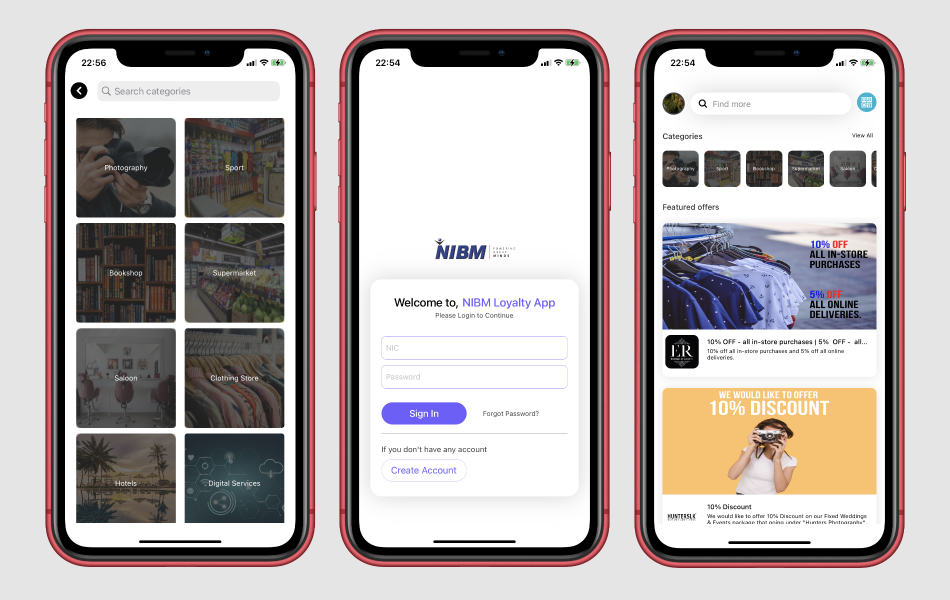 22:56
Search categories
Photography
Sport
Bookshop
Supermarket
Saloon
Clothing Store
Hotels
Digital Services
22:54
NIBM
POWERING
GREAT
MINDS
Welcome to, NIBM Loyalty App
Please Login to Continue
NIC
Password
Sign In
Forgot Password?
If you don't have any account
Create Account
22:54
Find more
Categories
View All
Photography
Sport
Bookshop
Supermarket
Saloon
Featured offers
10% OFF
ALL IN-STORE
PURCHASES
5% OFF
ALL ONLINE
DELIVERIES.
ER
10% OFF - all in-store purchases | 5% OFF - all...
10% off all in-store purchases and 5% off all online
deliveries.
WE WOULD LIKE TO OFFER
10% DISCOUNT
HUNTERSLK
10% Discount
We would like to offer 10% Discount on our Fixed Weddings
& Events package that going under "Hunters Photography".